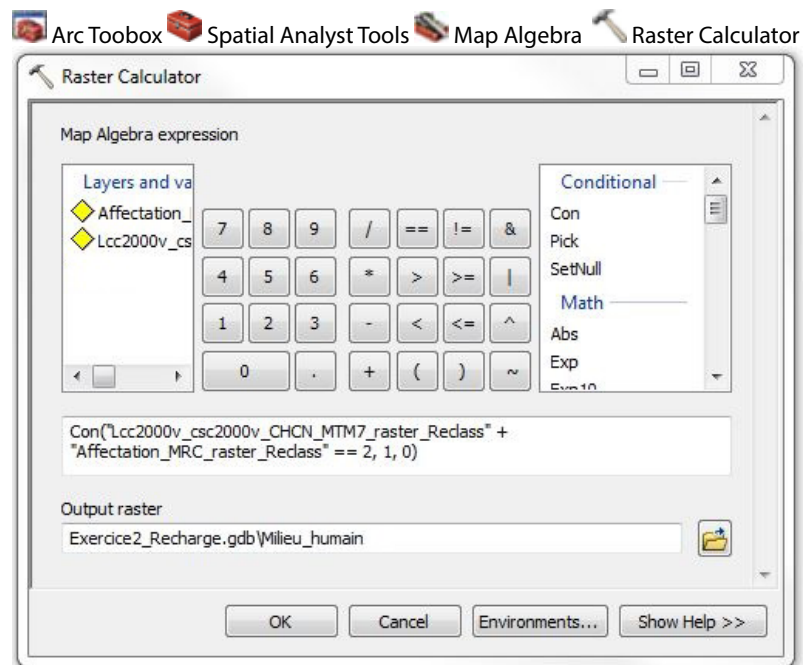 Arc Toobox Spatial Analyst Tools Map Algebra Raster Calculator
Raster Calculator
Map Algebra expression
Layers and va
Affectation_
Lcc2000v_cs
7 8 9 / == != &
4 5 6 * > >= |
1 2 3 - < <= ^
0 . + ( ) ~
Conditional
Con
Pick
SetNull
Math
Abs
Exp
Exp10
Con("Lcc2000v_csc2000v_CHCN_MTM7_raster_Reclass" +
"Affectation_MRC_raster_Reclass" == 2, 1, 0)
Output raster
Exercice2_Recharge.gdb\Milieu_humain
OK Cancel Environments... Show Help >>